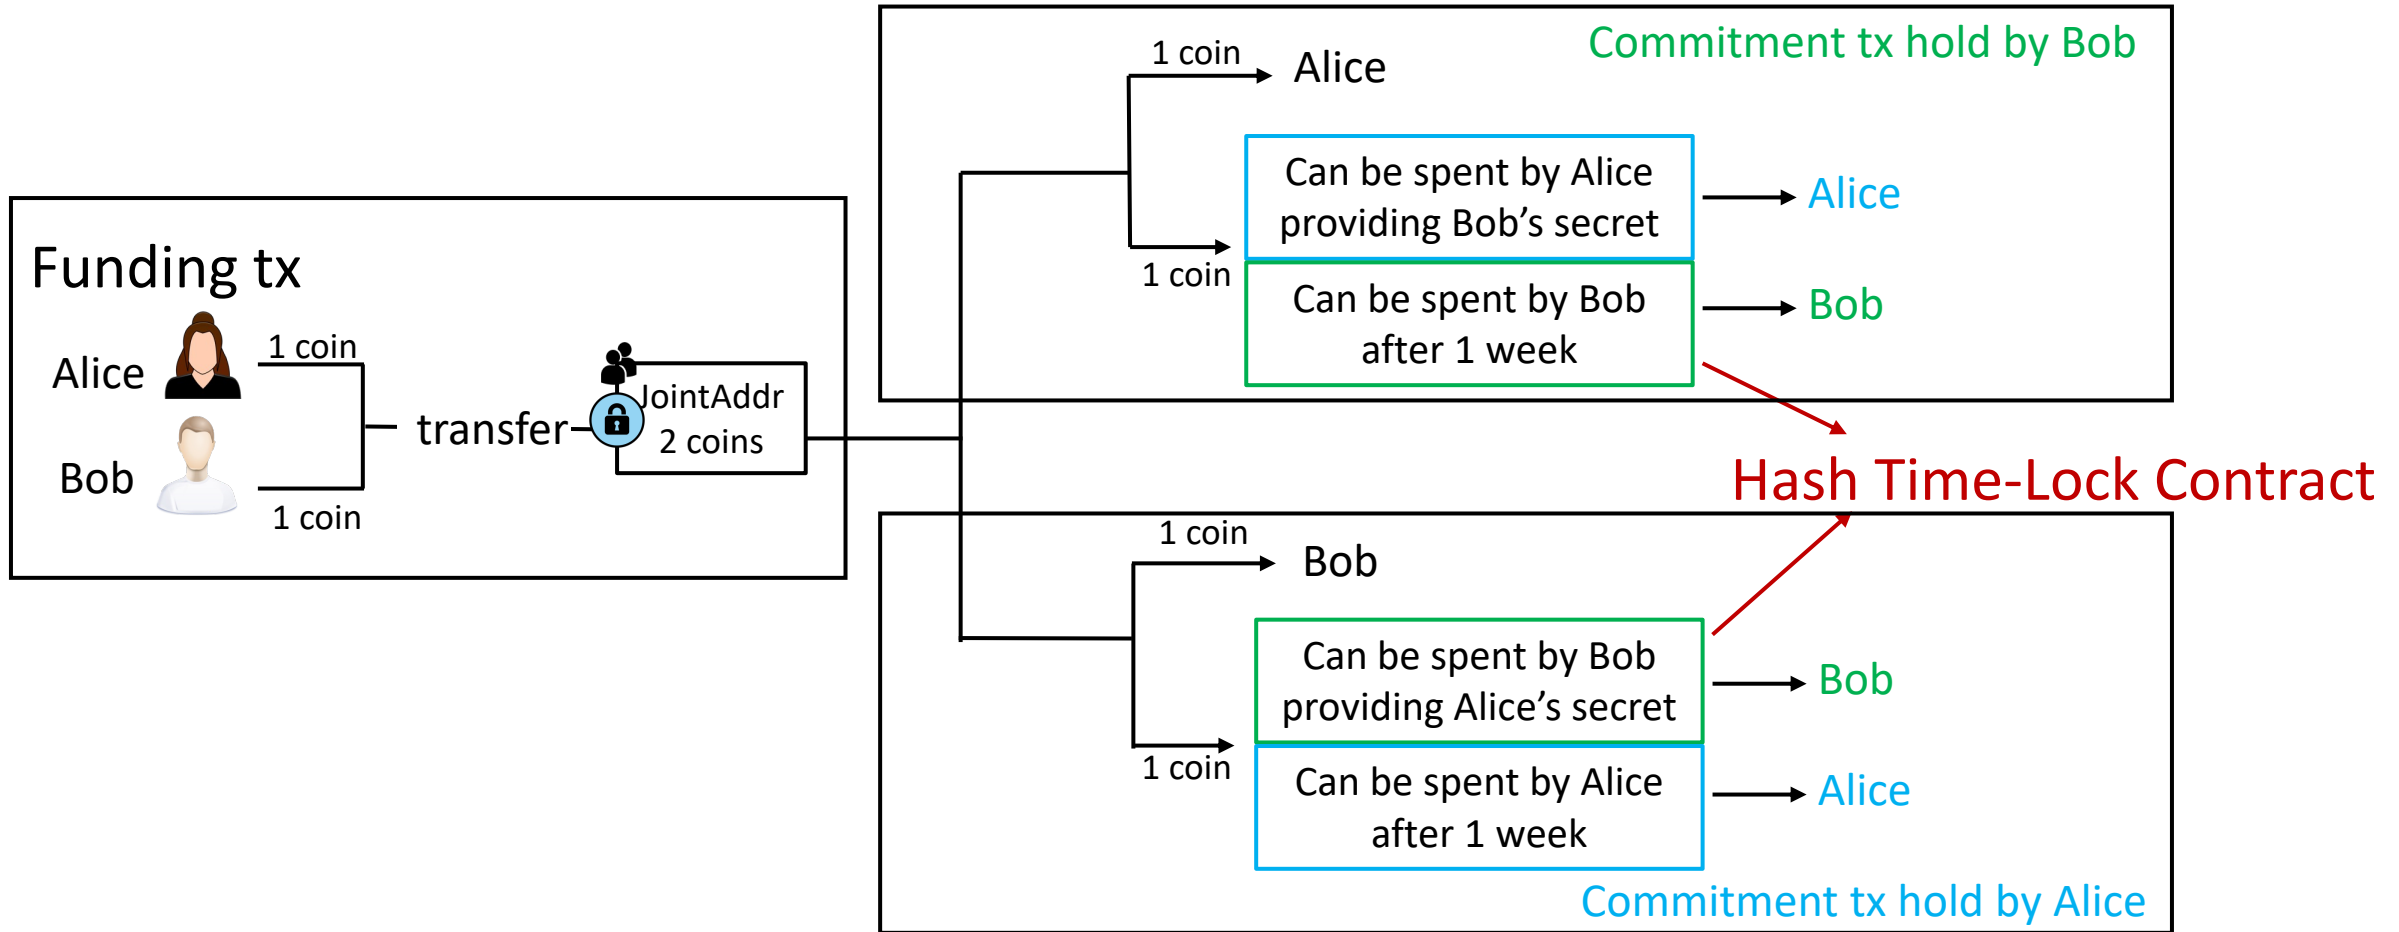 Funding tx
Alice
1 coin
Bob
1 coin
transfer
JointAddr
2 coins
Commitment tx hold by Bob
1 coin
Alice
1 coin
Can be spent by Alice
providing Bob’s secret
Alice
Can be spent by Bob
after 1 week
Bob
Hash Time-Lock Contract
1 coin
Bob
1 coin
Can be spent by Bob
providing Alice’s secret
Bob
Can be spent by Alice
after 1 week
Alice
Commitment tx hold by Alice